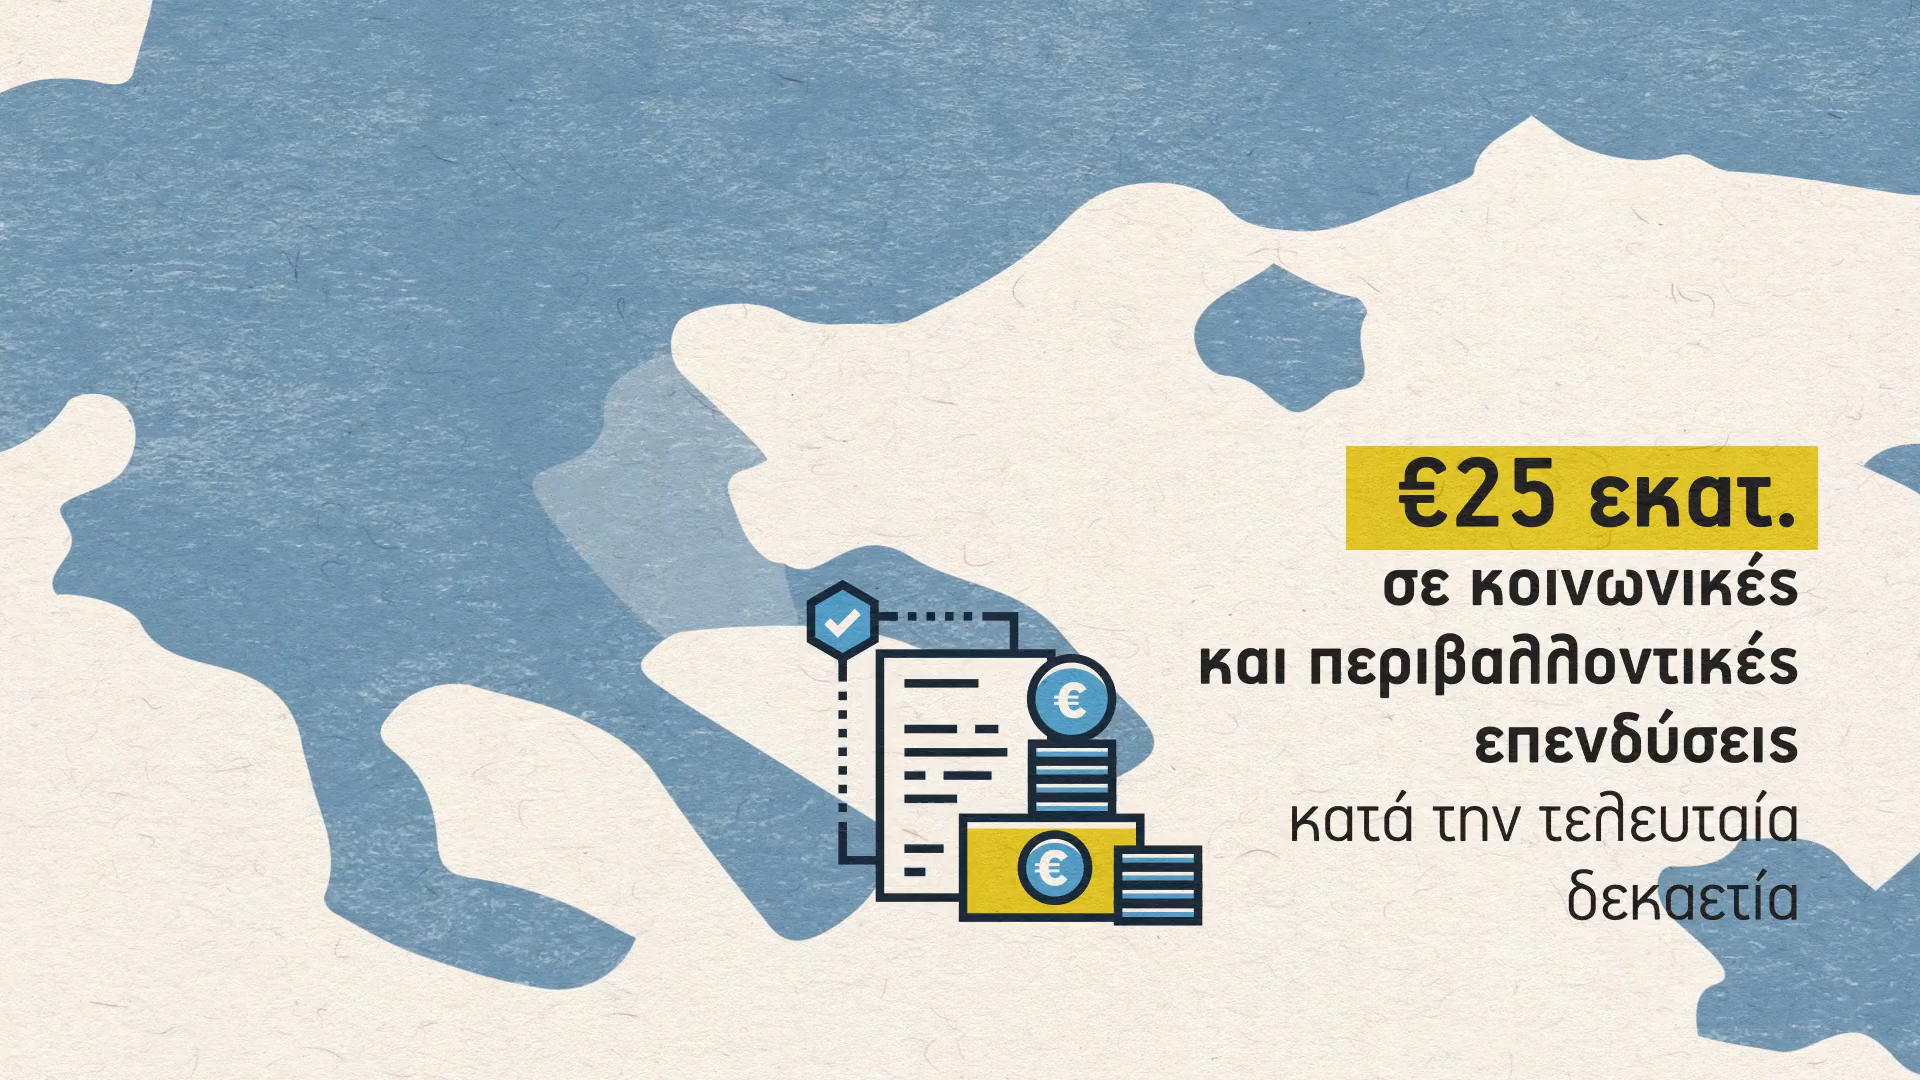 €25 εκατ.
σε κοινωνικές
και περιβαλλοντικές
επενδύσεις
κατά την τελευταία
δεκαετία
€
€